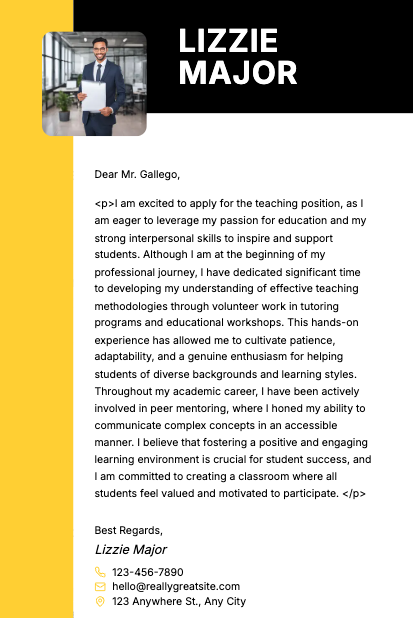 LIZZIE
MAJOR
Dear Mr. Gallego,
<p>I am excited to apply for the teaching position, as I
am eager to leverage my passion for education and my
strong interpersonal skills to inspire and support
students. Although I am at the beginning of my
professional journey, I have dedicated significant time
to developing my understanding of effective teaching
methodologies through volunteer work in tutoring
programs and educational workshops. This hands-on
experience has allowed me to cultivate patience,
adaptability, and a genuine enthusiasm for helping
students of diverse backgrounds and learning styles.
Throughout my academic career, I have been actively
involved in peer mentoring, where I honed my ability to
communicate complex concepts in an accessible
manner. I believe that fostering a positive and engaging
learning environment is crucial for student success, and
I am committed to creating a classroom where all
students feel valued and motivated to participate. </p>
Best Regards,
Lizzie Major
123-456-7890
hello@reallygreatsite.com
123 Anywhere St., Any City